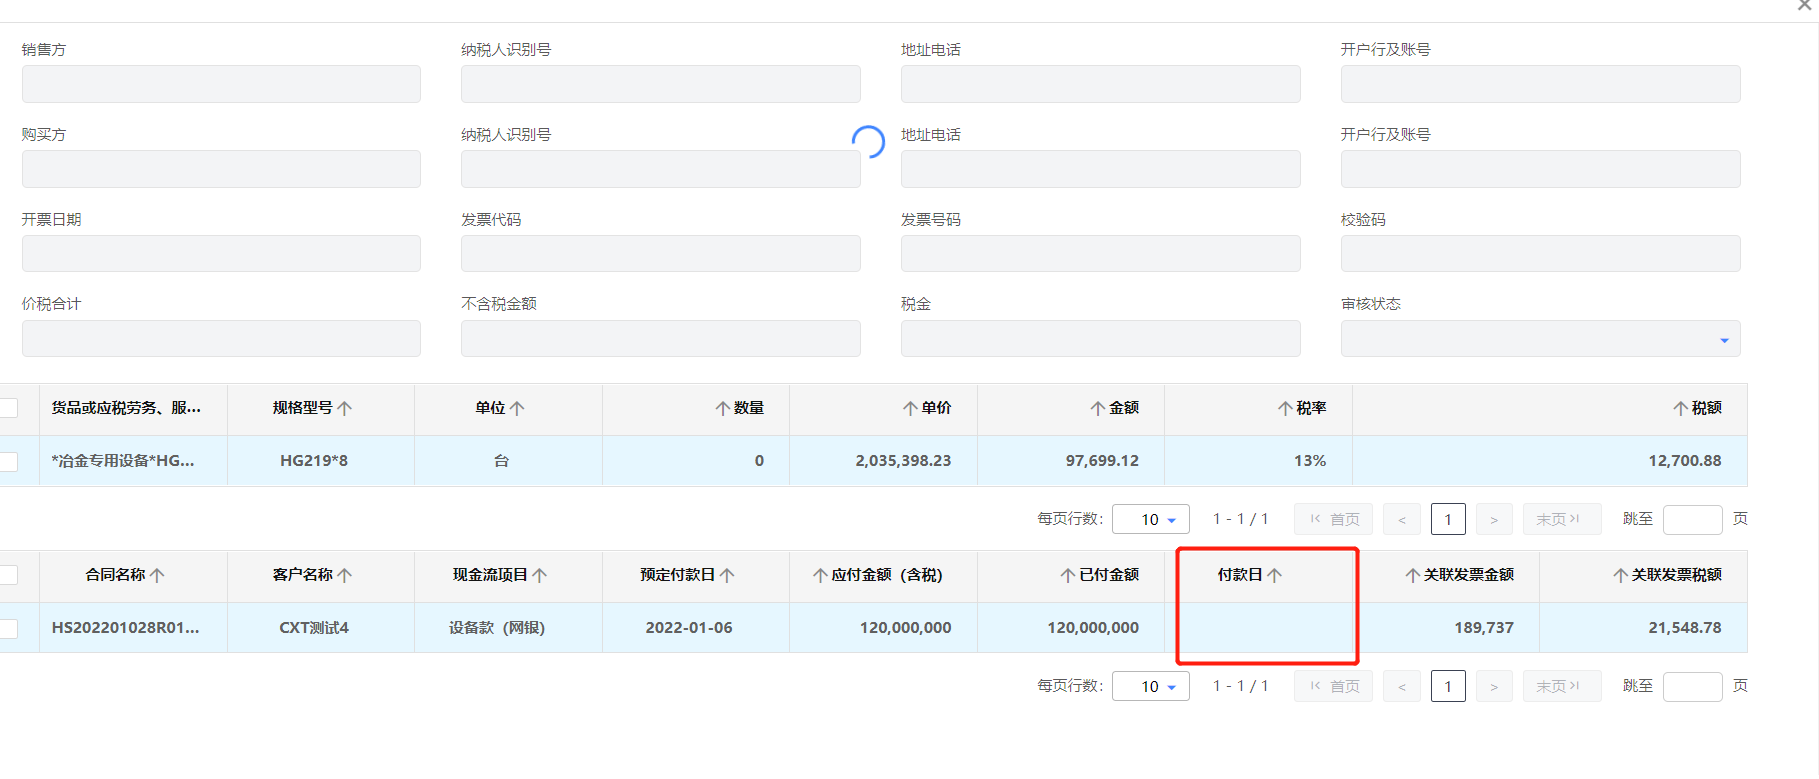 销售方 纳税人识别号 地址电话 开户行及账号
购买方 纳税人识别号 地址电话 开户行及账号
开票日期 发票代码 发票号码 校验码
价税合计 不含税金额 税金 审核状态
货品或应税劳务、服... 规格型号 单位 数量 单价 金额 税率 税额
*冶金专用设备*HG... HG219*8 台 0 2,035,398.23 97,699.12 13% 12,700.88
每页行数: 10 1 - 1 / 1 首页 < 1 > 末页 跳至 页
合同名称 客户名称 现金流项目 预定付款日 应付金额（含税） 已付金额 付款日 关联发票金额 关联发票税额
HS202201028R01... CXT测试4 设备款（网银) 2022-01-06 120,000,000 120,000,000 189,737 21,548.78
每页行数: 10 1 - 1 / 1 首页 < 1 > 末页 跳至 页